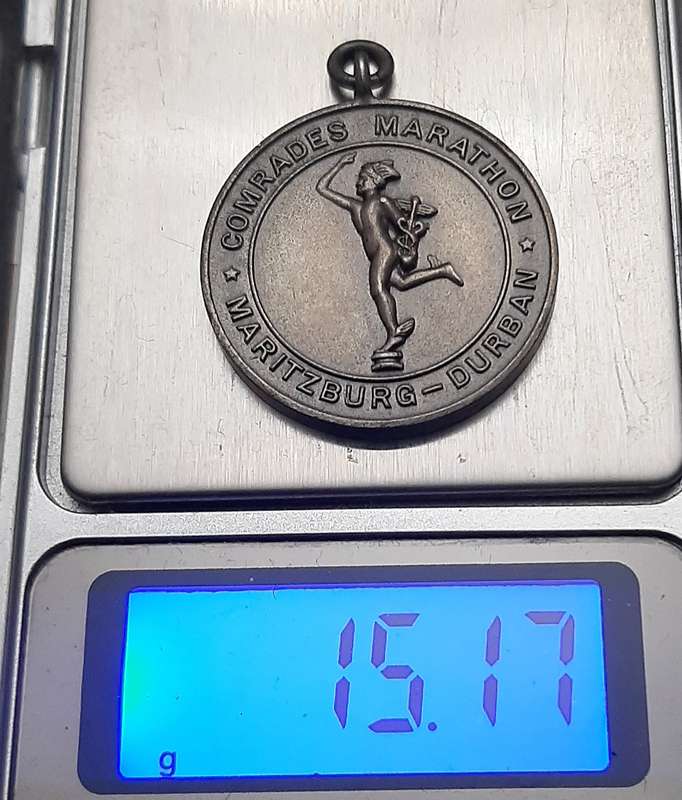 COMRADES MARATHON
MARITZBURG – DURBAN
15.17
g